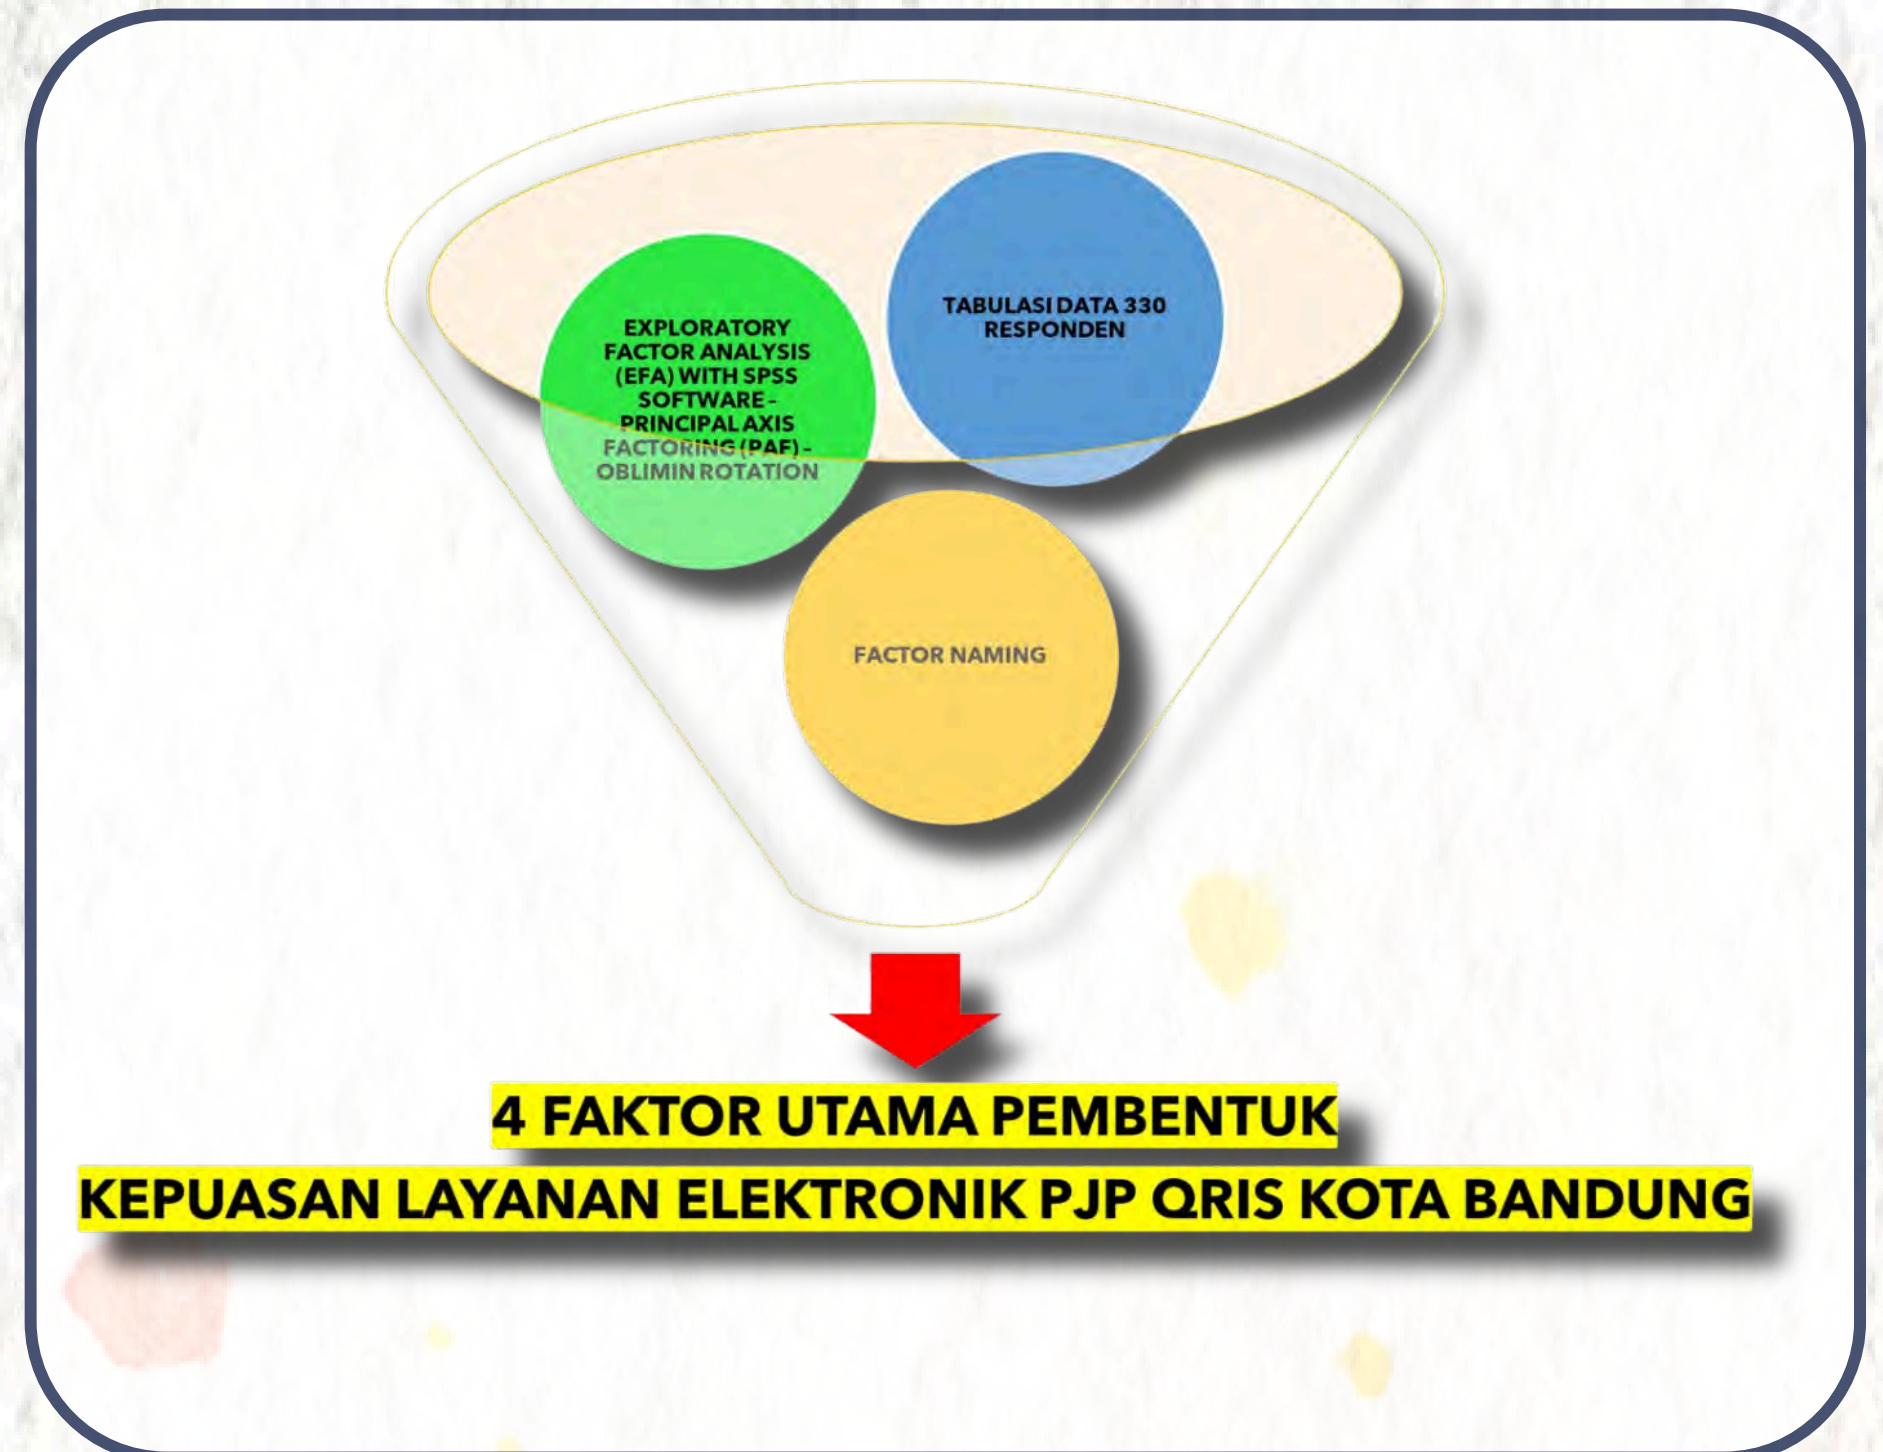 TABULASI DATA 330
RESPONDEN
EXPLORATORY
FACTOR ANALYSIS
(EFA) WITH SPSS
SOFTWARE -
PRINCIPAL AXIS
FACTORING (PAF) -
OBLIMIN ROTATION
FACTOR NAMING
4 FAKTOR UTAMA PEMBENTUK
KEPUASAN LAYANAN ELEKTRONIK PJP QRIS KOTA BANDUNG